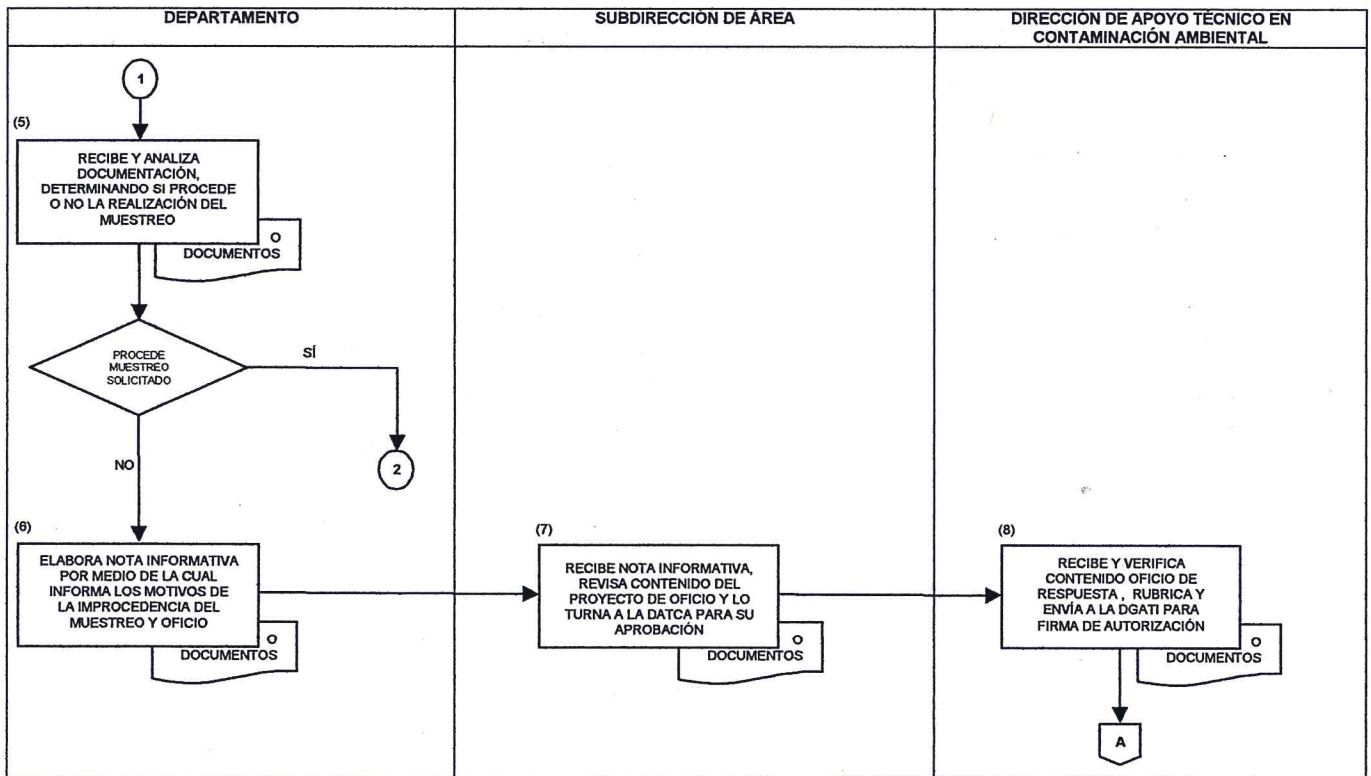 DEPARTAMENTO
SUBDIRECCIÓN DE ÁREA
DIRECCIÓN DE APOYO TÉCNICO EN
CONTAMINACIÓN AMBIENTAL
1
(5)
RECIBE Y ANALIZA
DOCUMENTACIÓN,
DETERMINANDO SI PROCEDE
O NO LA REALIZACIÓN DEL
MUESTREO
O
DOCUMENTOS
PROCEDE
MUESTREO
SOLICITADO
SÍ
2
NO
(6)
ELABORA NOTA INFORMATIVA
POR MEDIO DE LA CUAL
INFORMA LOS MOTIVOS DE
LA IMPROCEDENCIA DEL
MUESTREO Y OFICIO
O
DOCUMENTOS
(7)
RECIBE NOTA INFORMATIVA,
REVISA CONTENIDO DEL
PROYECTO DE OFICIO Y LO
TURNA A LA DATCA PARA SU
APROBACIÓN
O
DOCUMENTOS
(8)
RECIBE Y VERIFICA
CONTENIDO OFICIO DE
RESPUESTA , RUBRICA Y
ENVÍA A LA DGATI PARA
FIRMA DE AUTORIZACIÓN
O
DOCUMENTOS
A